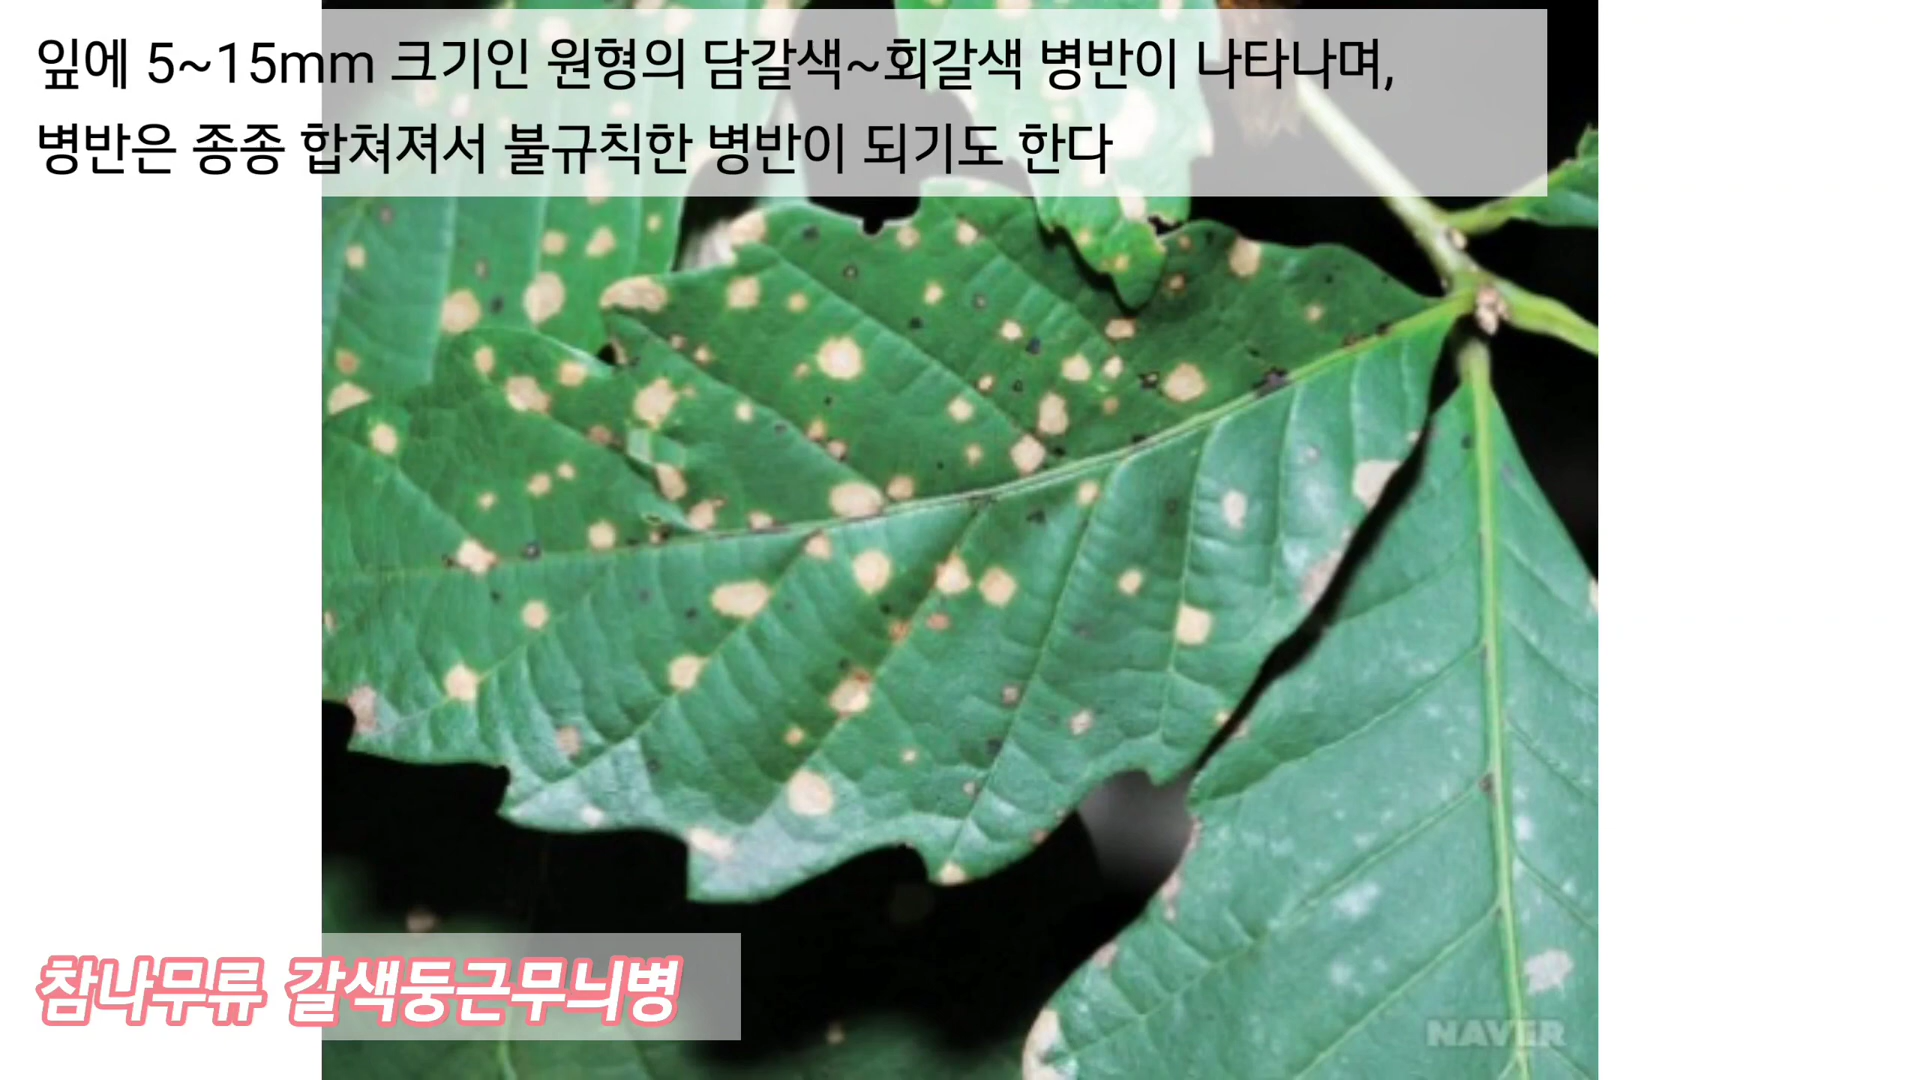 잎에 5~15mm 크기인 원형의 담갈색~회갈색 병반이 나타나며,
병반은 종종 합쳐져서 불규칙한 병반이 되기도 한다
참나무류 갈색둥근무늬병
NAVER